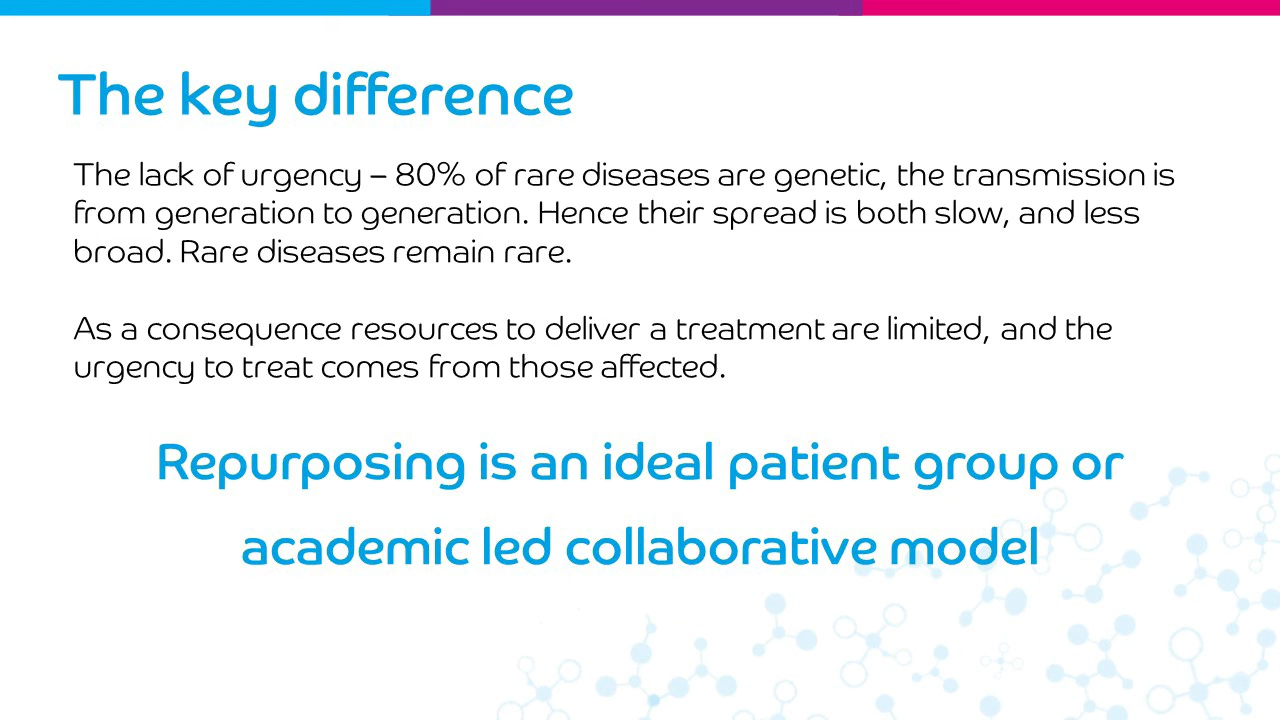 The key difference
The lack of urgency – 80% of rare diseases are genetic, the transmission is
from generation to generation. Hence their spread is both slow, and less
broad. Rare diseases remain rare.
As a consequence resources to deliver a treatment are limited, and the
urgency to treat comes from those affected.
Repurposing is an ideal patient group or
academic led collaborative model